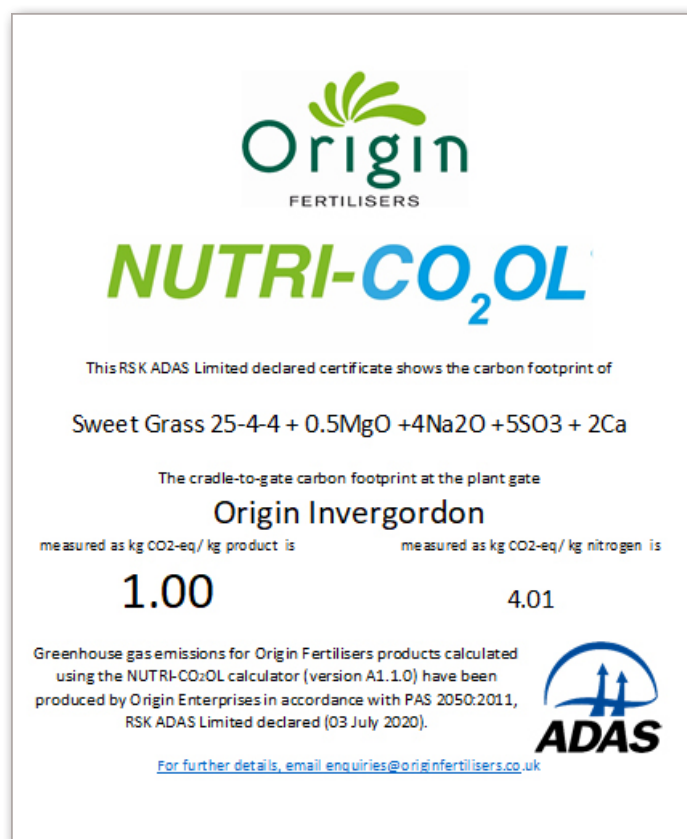 Origin
FERTILISERS
NUTRI-CO₂OL
This RSK ADAS Limited declared certificate shows the carbon footprint of
Sweet Grass 25-4-4 + 0.5MgO +4Na2O +5SO3 + 2Ca
The cradle-to-gate carbon footprint at the plant gate
Origin Invergordon
measured as kg CO2-eq/ kg product is
measured as kg CO2-eq/ kg nitrogen is
1.00
4.01
Greenhouse gas emissions for Origin Fertilisers products calculated
using the NUTRI-CO₂OL calculator (version A1.1.0) have been
produced by Origin Enterprises in accordance with PAS 2050:2011,
RSK ADAS Limited declared (03 July 2020).
ADAS
For further details, email enquiries@originfertilisers.co.uk